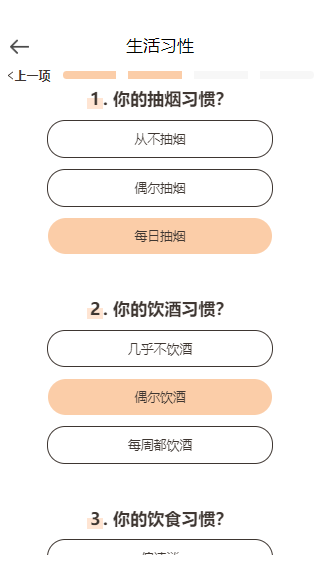 生活习性
<上一项
1. 你的抽烟习惯？
从不抽烟
偶尔抽烟
每日抽烟
2. 你的饮酒习惯？
几乎不饮酒
偶尔饮酒
每周都饮酒
3. 你的饮食习惯？